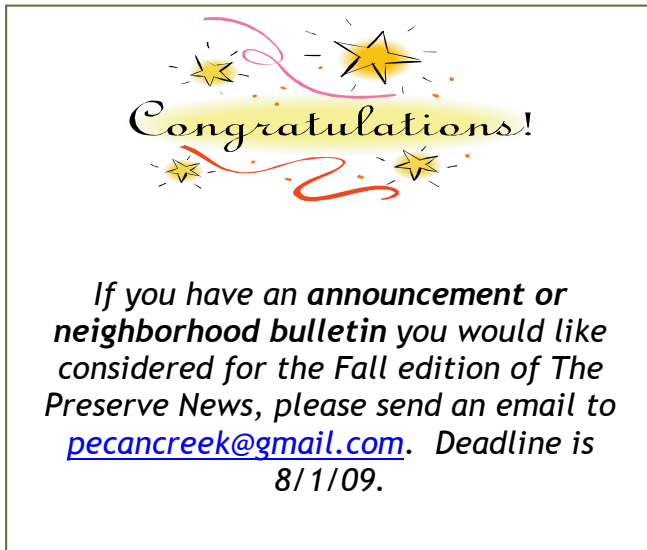 Congratulations!
If you have an announcement or
neighborhood bulletin you would like
considered for the Fall edition of The
Preserve News, please send an email to
pecancreek@gmail.com. Deadline is
8/1/09.